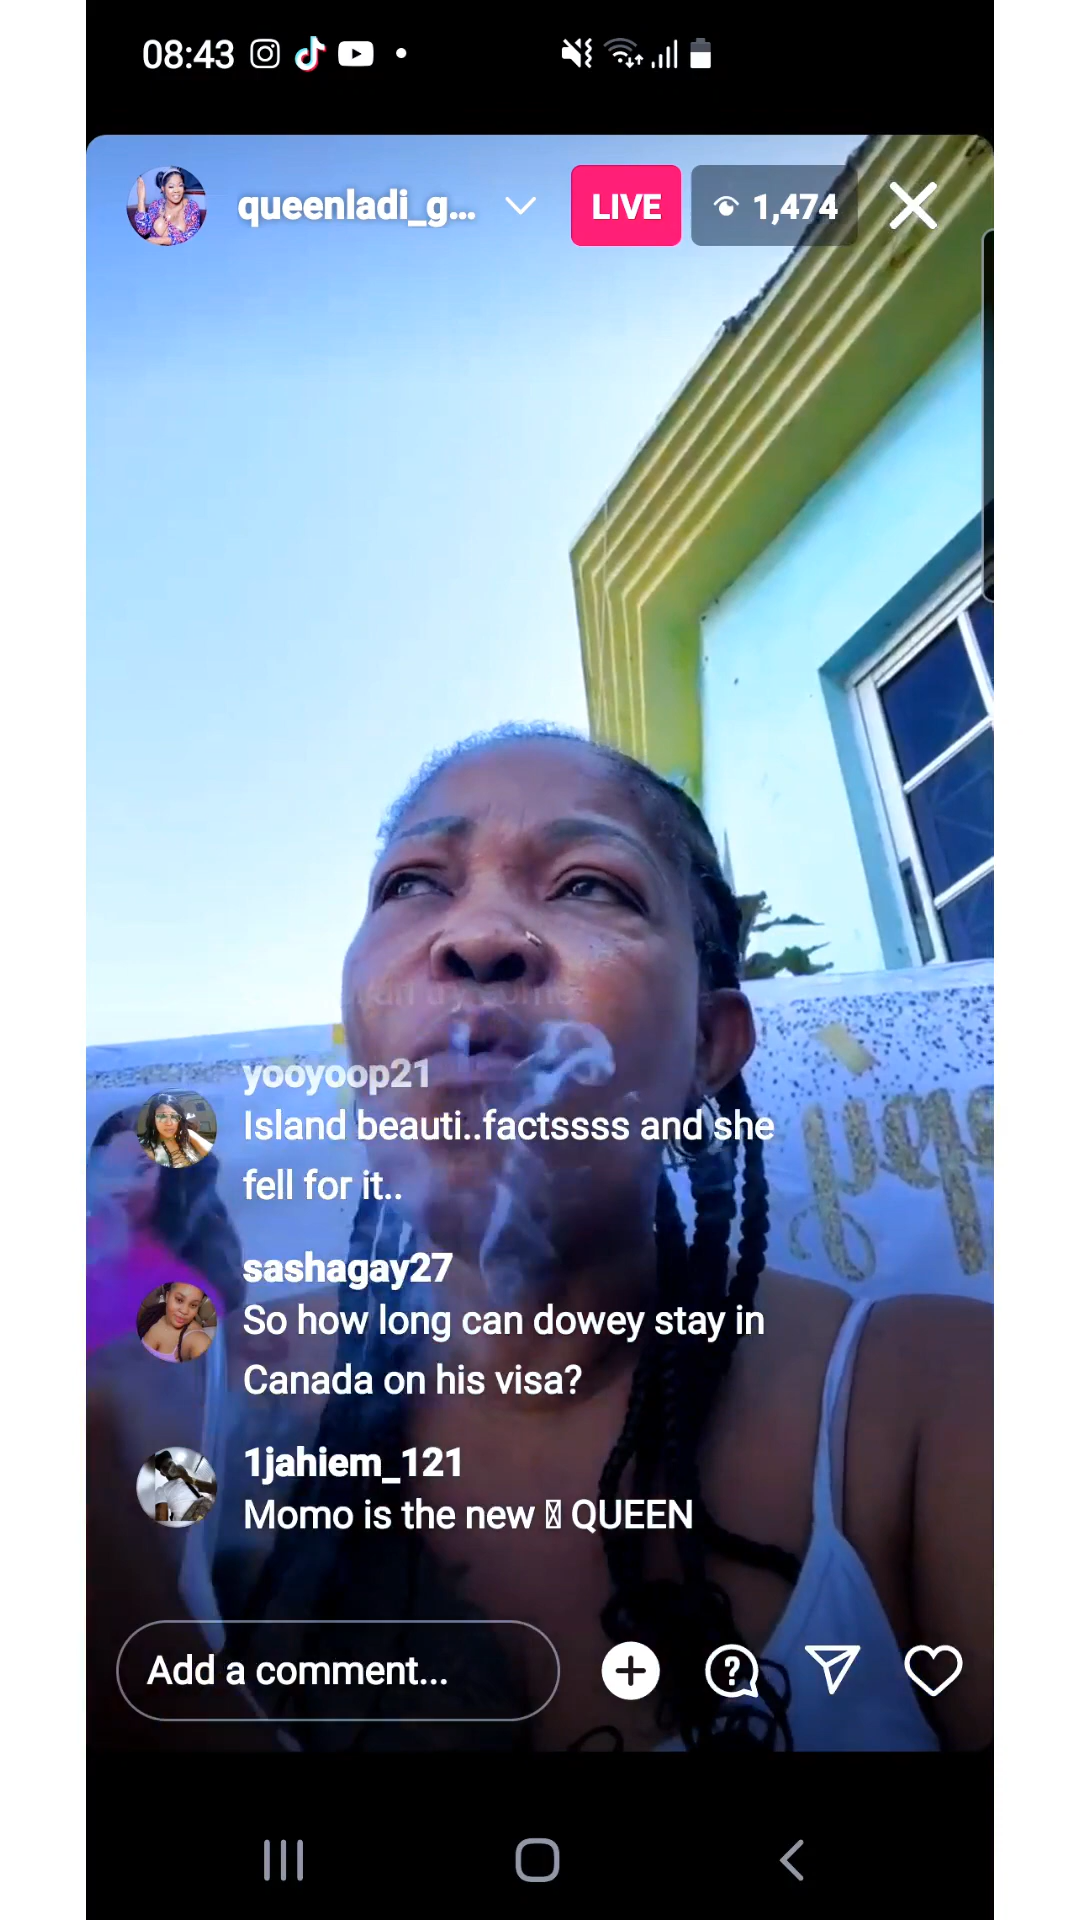 08:43
queenladi_g...
LIVE
1,474
yooyoop21
Island beauti..factssss and she
fell for it..
sashagay27
So how long can dowey stay in
Canada on his visa?
1jahiem_121
Momo is the new QUEEN
Add a comment...